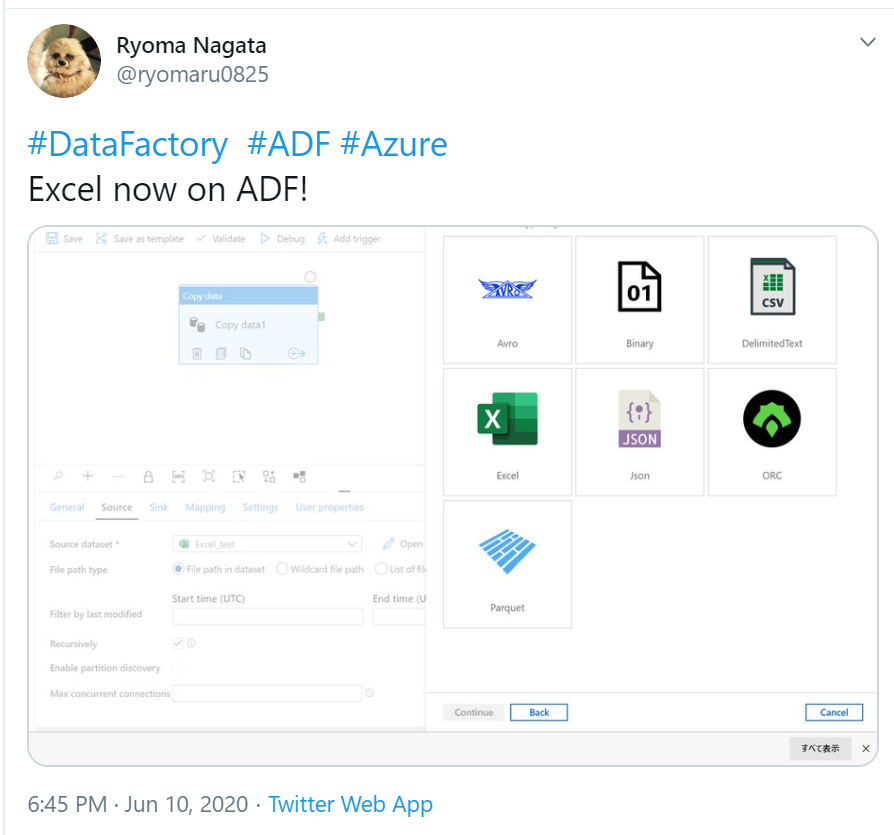 Ryoma Nagata
@ryomaru0825
#DataFactory #ADF #Azure
Excel now on ADF!
Save Save as template Validate Debug Add trigger
Copy data
Copy data1
General Source Sink Mapping Settings User properties
Source dataset *
Excel_test
Open
File path type
File path in dataset Wildcard file path List of fil
Start time (UTC) End time (U
Filter by last modified
Recursively
Enable partition discovery
Max concurrent connections
AVRO
Avro
01
Binary
CSV
DelimitedText
X
Excel
JSON
Json
ORC
Parquet
Continue Back Cancel
すべて表示
6:45 PM · Jun 10, 2020 · Twitter Web App